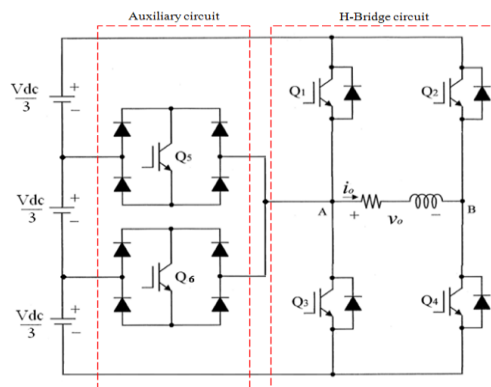 Auxiliary circuit
H-Bridge circuit
Vdc
3
+
−
Q1
Q2
Q5
Vdc
3
+
−
A
io
+
vo
−
B
Q6
Vdc
3
+
−
Q3
Q4